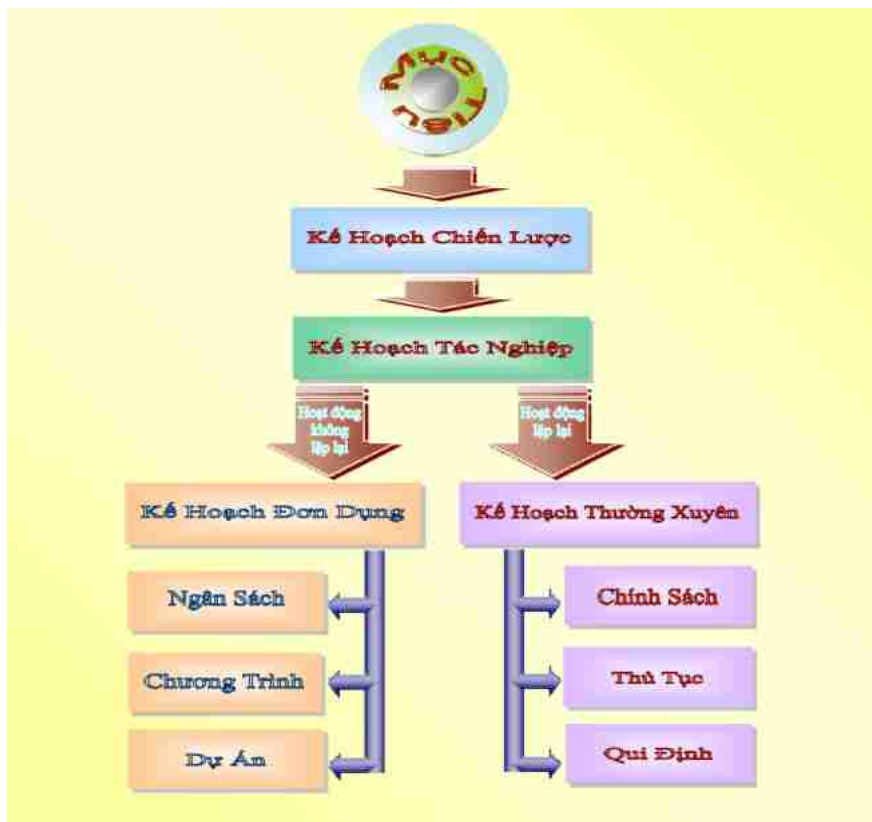 Mục Tiêu
Kế Hoạch Chiến Lược
Kế Hoạch Tác Nghiệp
Hoạt động
không
lặp lại
Hoạt động
lặp lại
Kế Hoạch Đơn Dụng
Kế Hoạch Thường Xuyên
Ngân Sách
Chính Sách
Chương Trình
Thủ Tục
Dự Án
Qui Định